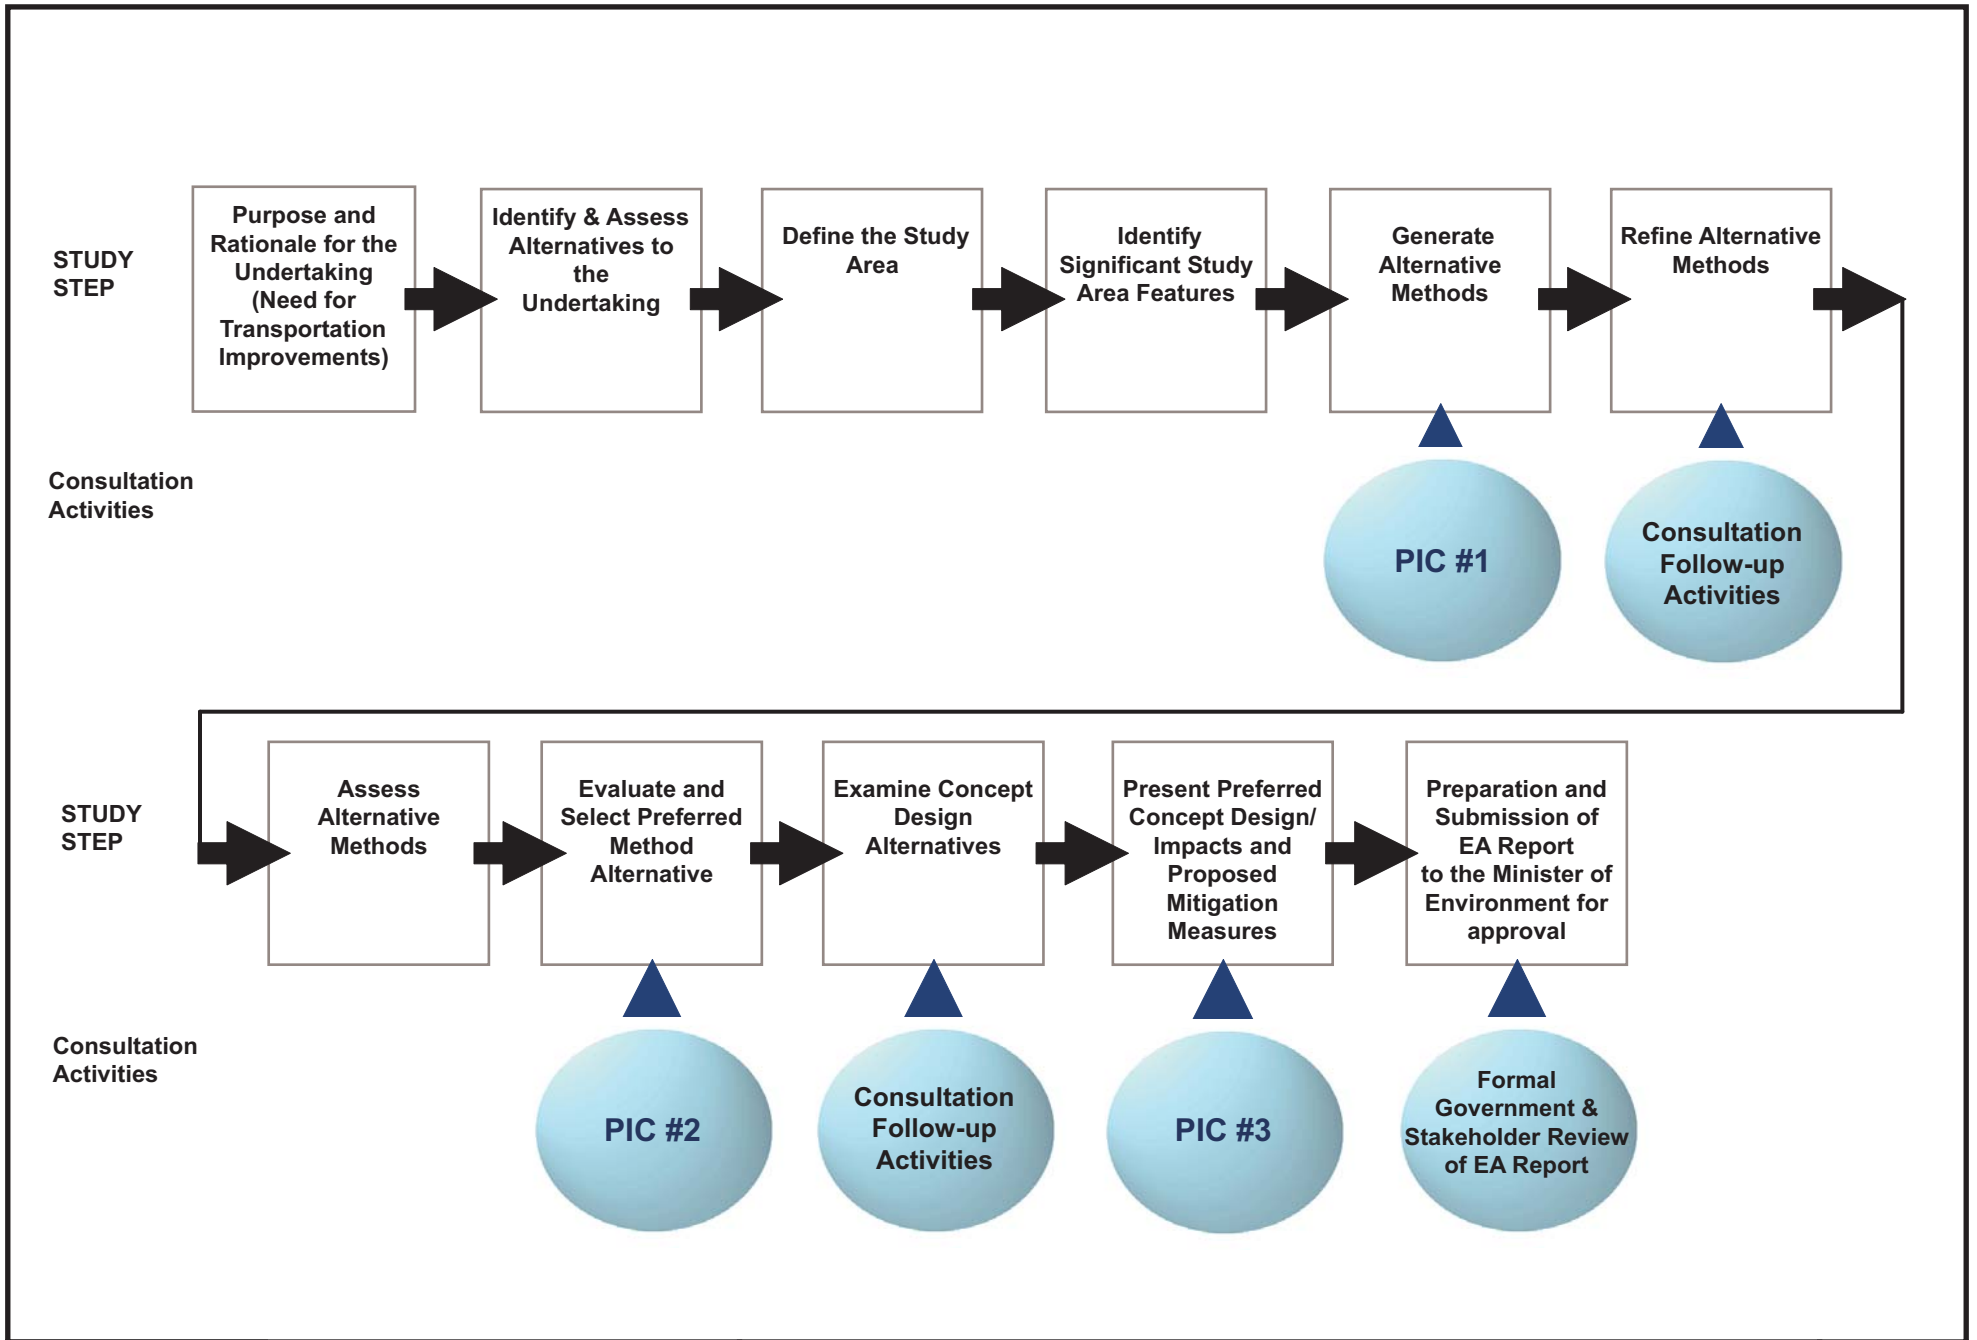 STUDY
STEP
Purpose and
Rationale for the
Undertaking
(Need for
Transportation
Improvements)
Identify & Assess
Alternatives to
the
Undertaking
Define the Study
Area
Identify
Significant Study
Area Features
Generate
Alternative
Methods
Refine Alternative
Methods
Consultation
Activities
PIC #1
Consultation
Follow-up
Activities
STUDY
STEP
Assess
Alternative
Methods
Evaluate and
Select Preferred
Method
Alternative
Examine Concept
Design
Alternatives
Present Preferred
Concept Design/
Impacts and
Proposed
Mitigation
Measures
Preparation and
Submission of
EA Report
to the Minister of
Environment for
approval
Consultation
Activities
PIC #2
Consultation
Follow-up
Activities
PIC #3
Formal
Government &
Stakeholder Review
of EA Report